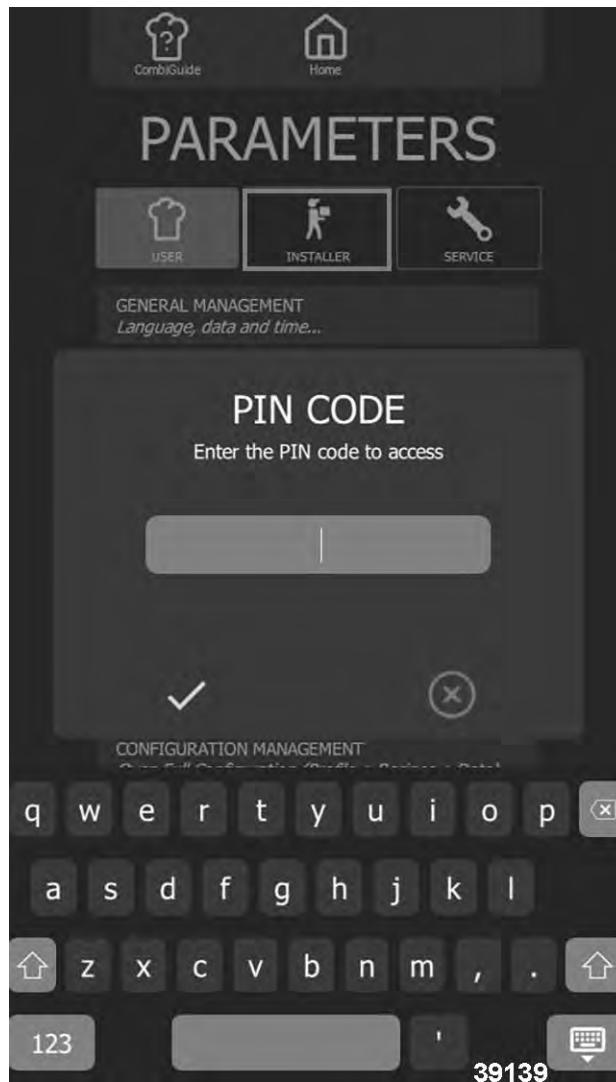 CombiGuide Home
PARAMETERS
USER INSTALLER SERVICE
GENERAL MANAGEMENT
Language, data and time...
PIN CODE
Enter the PIN code to access
CONFIGURATION MANAGEMENT
q w e r t y u i o p
a s d f g h j k l
z x c v b n m , .
123 '
39139